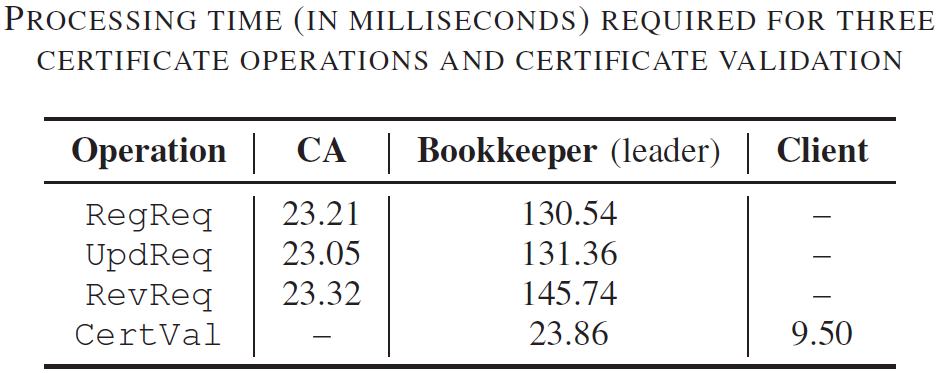 PROCESSING TIME (IN MILLISECONDS) REQUIRED FOR THREE
CERTIFICATE OPERATIONS AND CERTIFICATE VALIDATION
Operation CA Bookkeeper (leader) Client
RegReq 23.21 130.54 –
UpdReq 23.05 131.36 –
RevReq 23.32 145.74 –
CertVal – 23.86 9.50